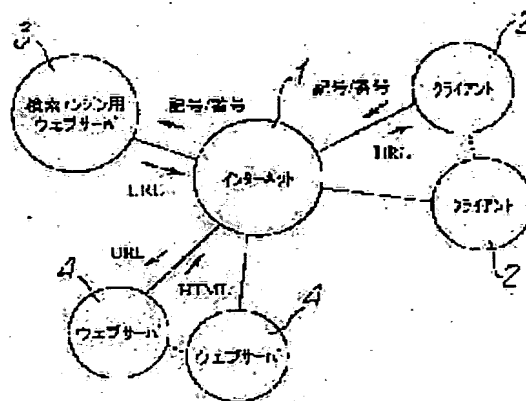 3
検索エンジン用
ウェブサーバ
記号/番号
URL
1
インターネット
記号/番号
URL
2
クライアント
クライアント
2
URL
HTML
4
ウェブサーバ
4
ウェブサーバ